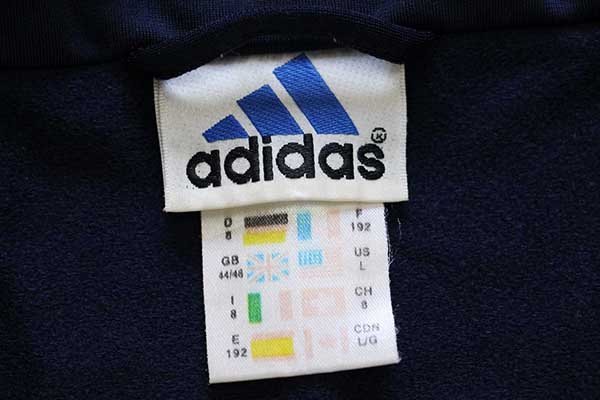 adidas®
D F
8 192
GB US
44/46 L
I CH
8 8
E CDN
192 L/G